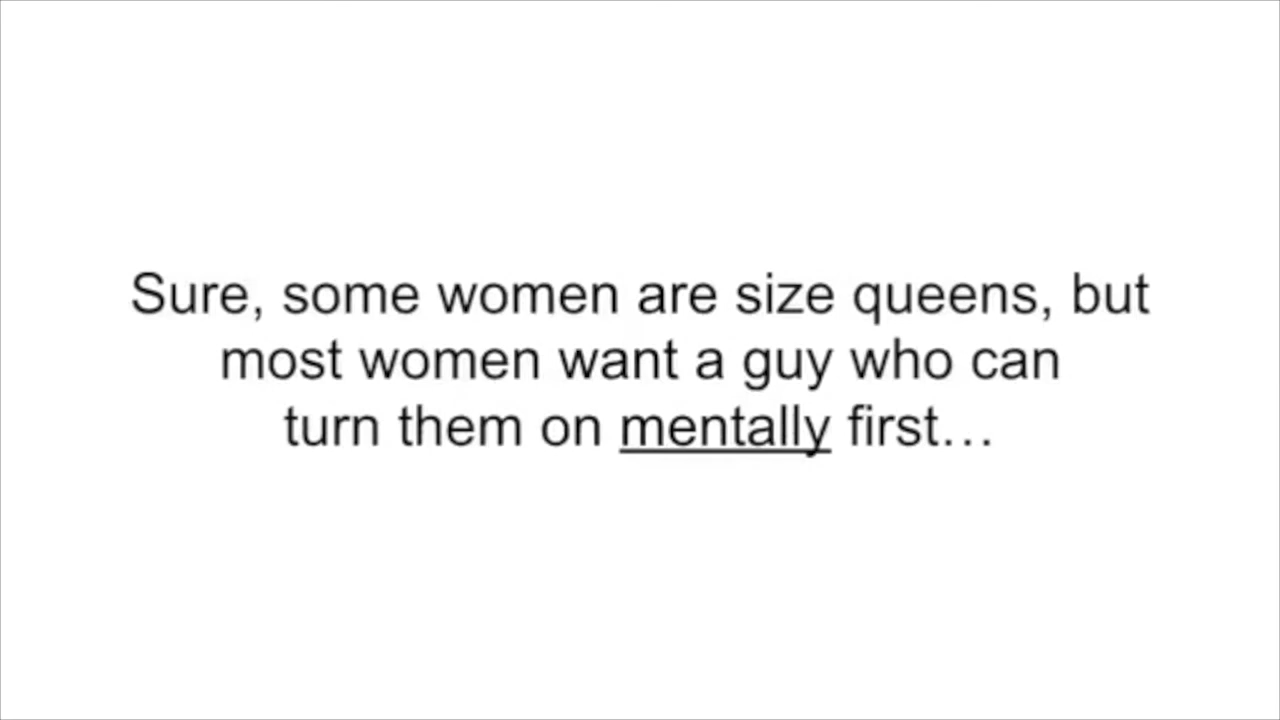 Sure, some women are size queens, but
most women want a guy who can
turn them on mentally first…